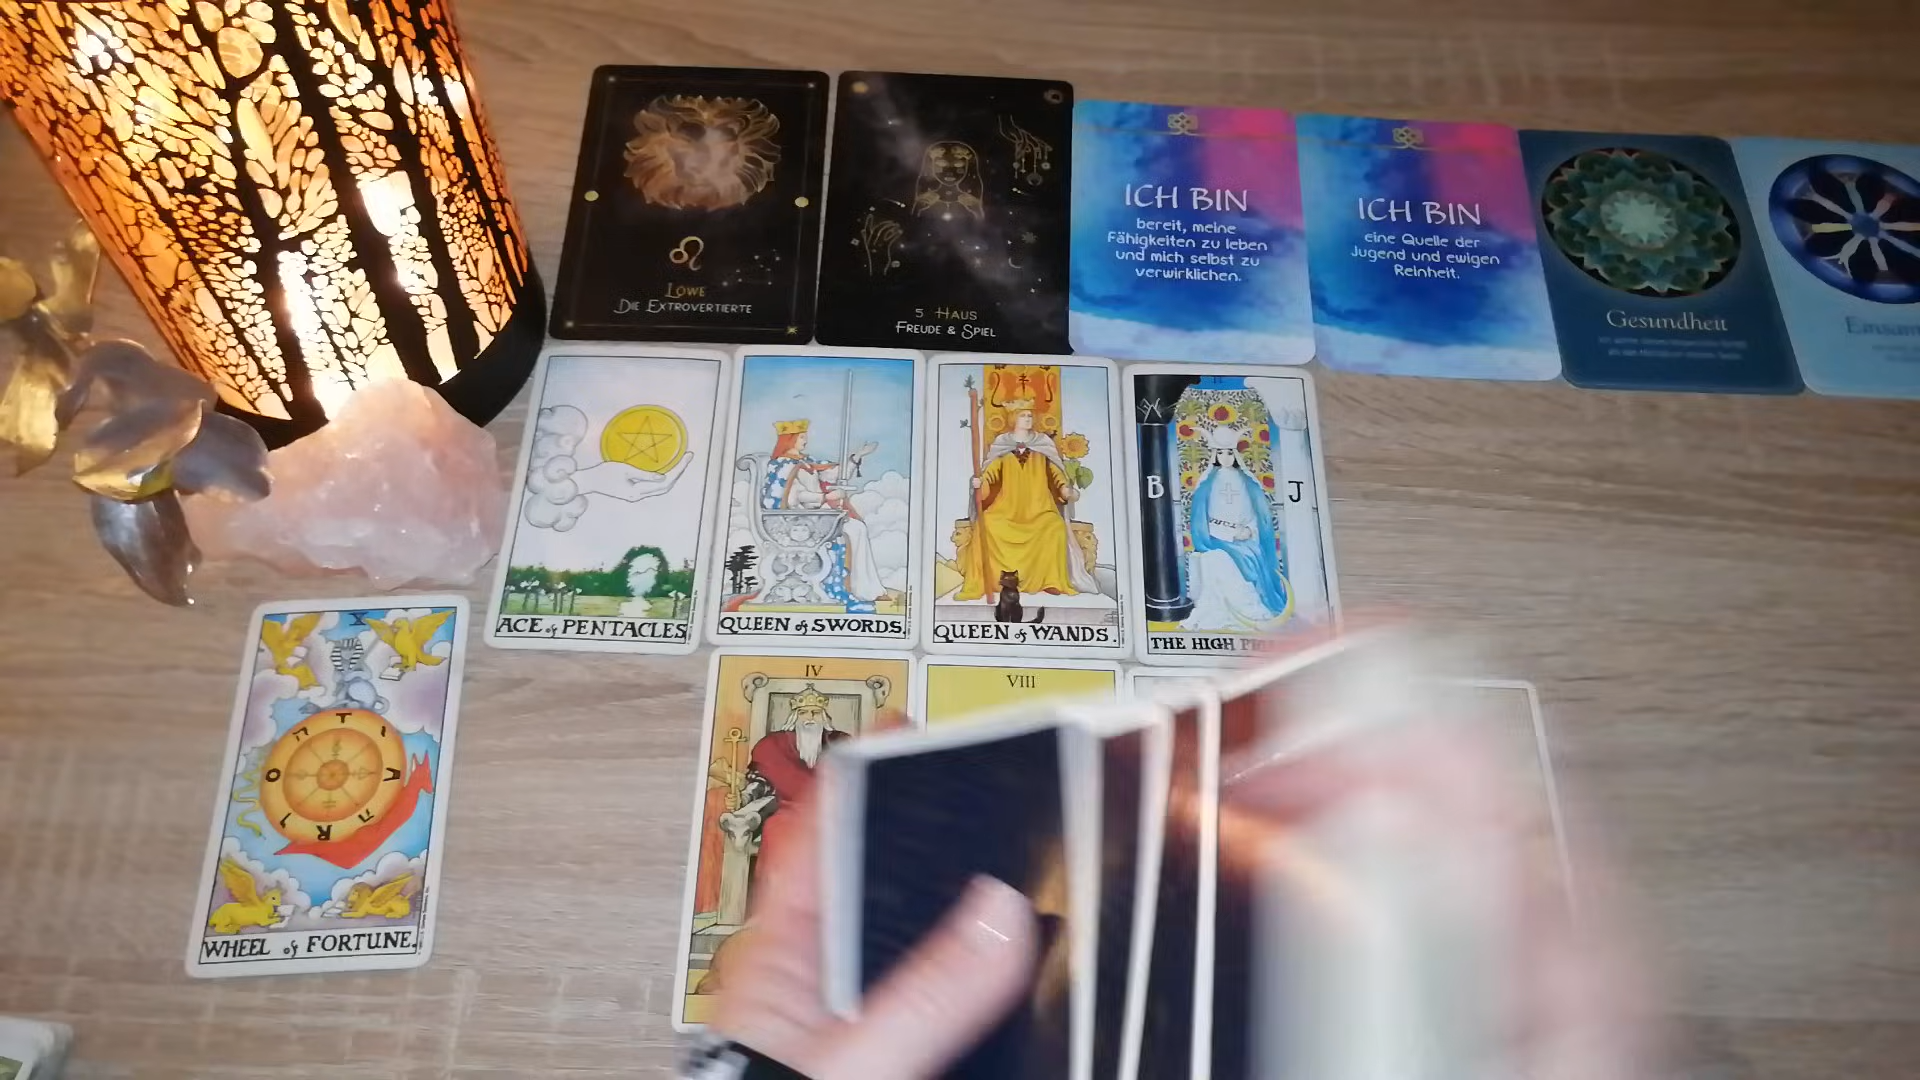 LÖWE
DIE EXTROVERTIERTE
5 HAUS
FREUDE & SPIEL
ICH BIN
bereit, meine
Fähigkeiten zu leben
und mich selbst zu
verwirklichen.
ICH BIN
eine Quelle der
Jugend und ewigen
Reinheit.
Gesundheit
ACE of PENTACLES
QUEEN of SWORDS.
QUEEN of WANDS.
B
J
THE HIGH
X
T
A
R
O
WHEEL of FORTUNE.
IV
VIII